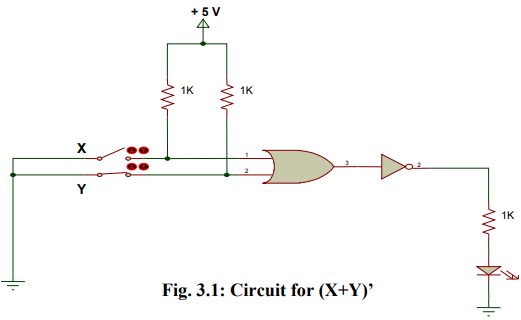 + 5 V
1K
1K
X
1
3
2
2
Y
1K
Fig. 3.1: Circuit for (X+Y)’